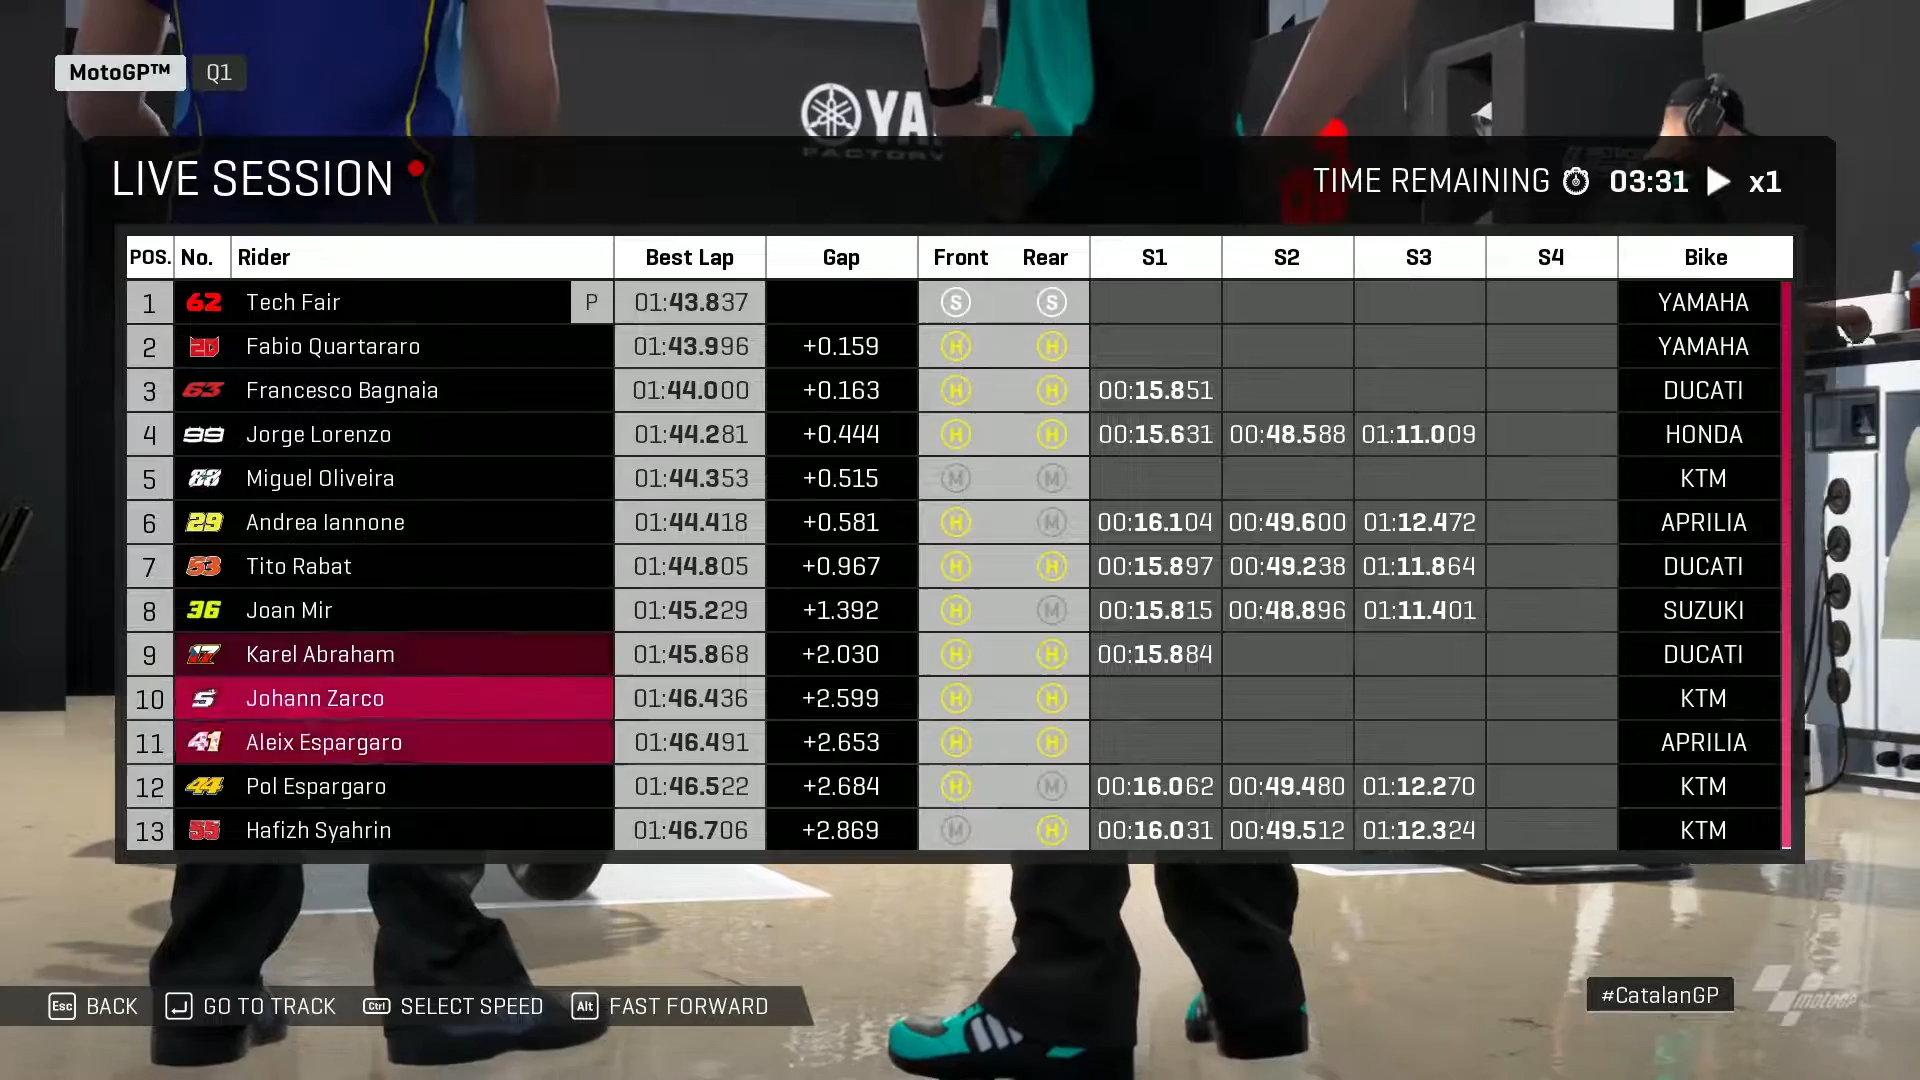 MotoGP™ Q1
YA
FACTORY
LIVE SESSION
TIME REMAINING 03:31 x1
POS. No. Rider Best Lap Gap Front Rear S1 S2 S3 S4 Bike
1 62 Tech Fair P 01:43.837 S S YAMAHA
2 20 Fabio Quartararo 01:43.996 +0.159 H H YAMAHA
3 63 Francesco Bagnaia 01:44.000 +0.163 H H 00:15.851 DUCATI
4 99 Jorge Lorenzo 01:44.281 +0.444 H H 00:15.631 00:48.588 01:11.009 HONDA
5 88 Miguel Oliveira 01:44.353 +0.515 M M KTM
6 29 Andrea Iannone 01:44.418 +0.581 H M 00:16.104 00:49.600 01:12.472 APRILIA
7 53 Tito Rabat 01:44.805 +0.967 H H 00:15.897 00:49.238 01:11.864 DUCATI
8 36 Joan Mir 01:45.229 +1.392 H M 00:15.815 00:48.896 01:11.401 SUZUKI
9 17 Karel Abraham 01:45.868 +2.030 H H 00:15.884 DUCATI
10 5 Johann Zarco 01:46.436 +2.599 H H KTM
11 41 Aleix Espargaro 01:46.491 +2.653 H H APRILIA
12 44 Pol Espargaro 01:46.522 +2.684 H M 00:16.062 00:49.480 01:12.270 KTM
13 55 Hafizh Syahrin 01:46.706 +2.869 M H 00:16.031 00:49.512 01:12.324 KTM
#CatalanGP
motoGP
Esc BACK GO TO TRACK Ctrl SELECT SPEED Alt FAST FORWARD